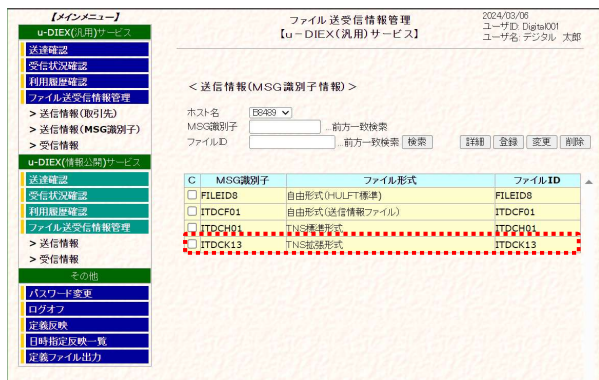 【メインメニュー】
u-DIEX(汎用)サービス
送達確認
受信状況確認
利用履歴確認
ファイル送受信情報管理
> 送信情報(取引先)
> 送信情報(MSG識別子)
> 受信情報
u-DIEX(情報公開)サービス
送達確認
受信状況確認
利用履歴確認
ファイル送受信情報管理
> 送信情報
> 受信情報
その他
パスワード変更
ログオフ
定義反映
日時指定反映一覧
定義ファイル出力
ファイル送受信情報管理
【u-DIEX(汎用)サービス】
2024/03/06
ユーザID: Digital001
ユーザ名: デジタル 太郎
<送信情報(MSG識別子情報)>
ホスト名 B8489
MSG識別子 ...前方一致検索
ファイルID ...前方一致検索 検索 詳細 登録 変更 削除
C MSG識別子 ファイル形式 ファイルID
FILEID8 自由形式(HULFT標準) FILEID8
ITDCF01 自由形式(送信情報ファイル) ITDCF01
ITDCH01 TNS標準形式 ITDCH01
ITDCK13 TNS拡張形式 ITDCK13